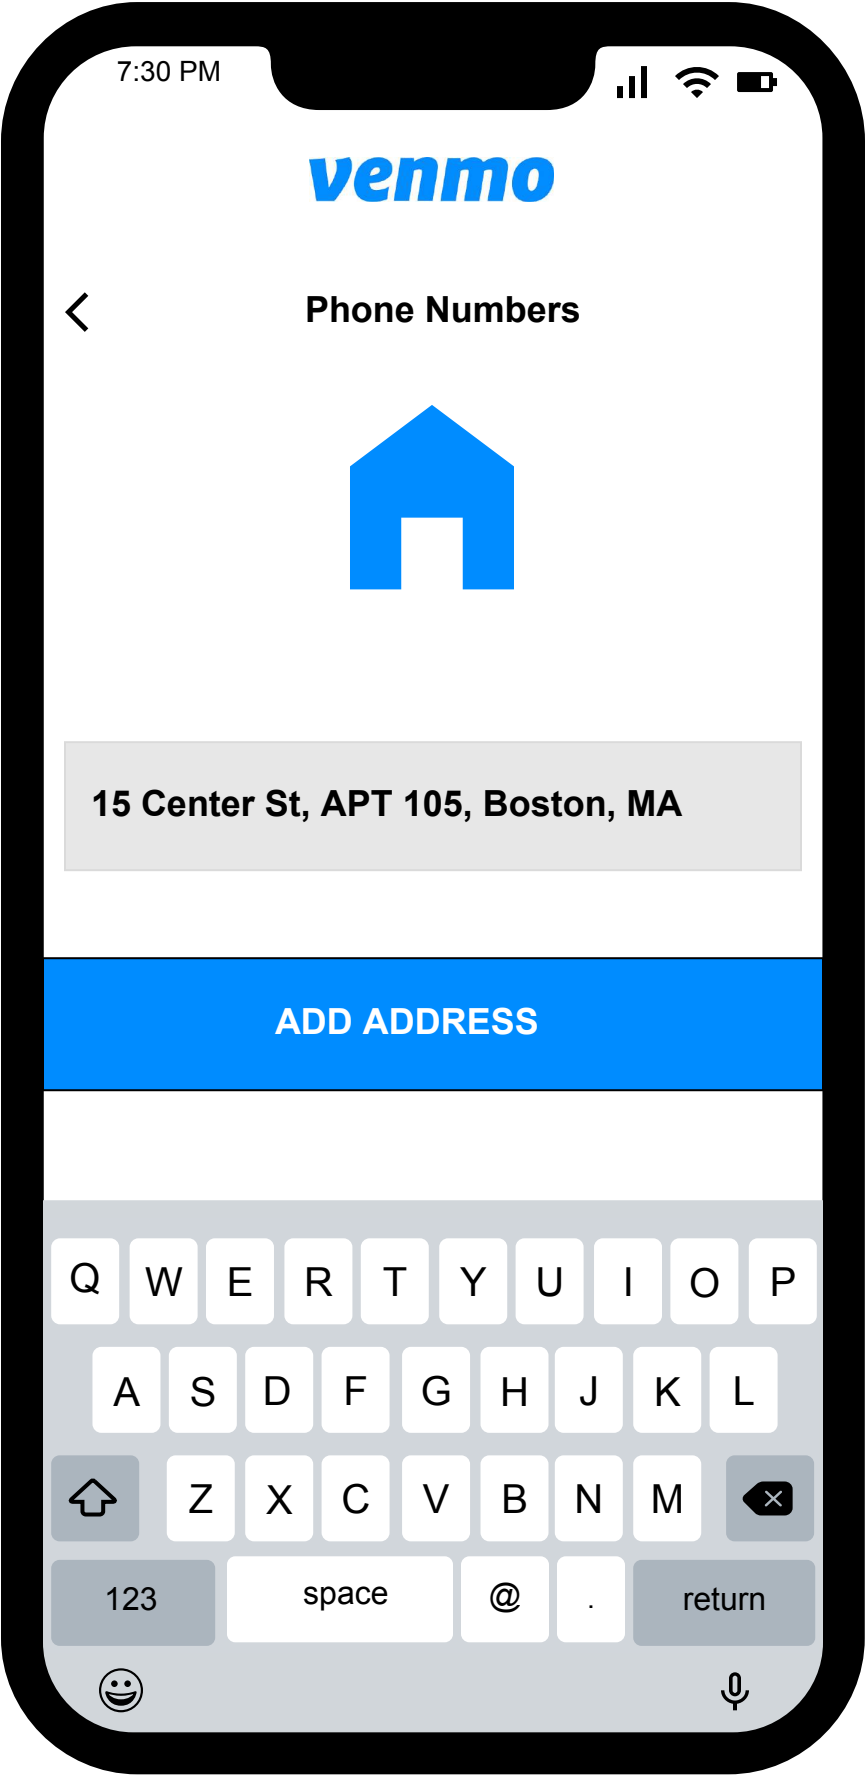 7:30 PM
venmo
Phone Numbers
15 Center St, APT 105, Boston, MA
ADD ADDRESS
Q W E R T Y U I O P
A S D F G H J K L
Z X C V B N M
123 space @ . return